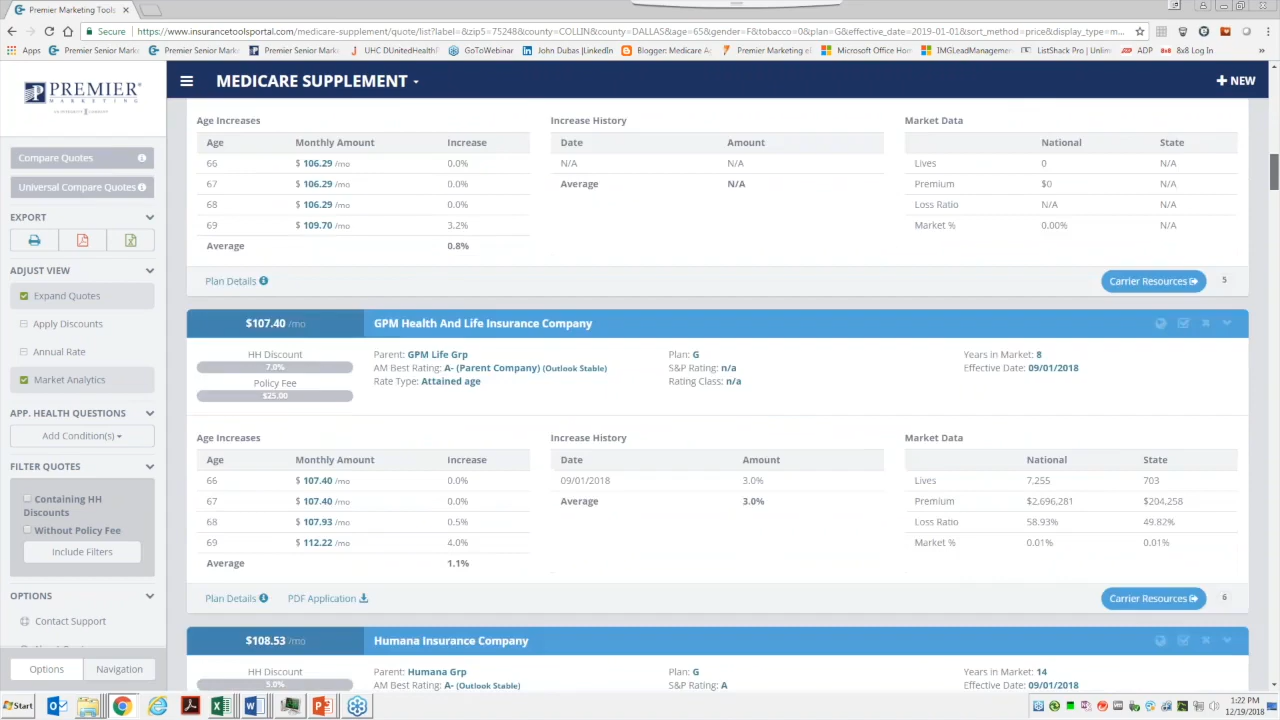 Premier Marketing Tools
Secure
https://www.insurancetoolsportal.com/medicare-supplement/quote/list?label=&zip5=75248&county=COLLIN&county=DALLAS&age=65&gender=F&tobacco=0&plan=G&effective_date=2019-01-01&sort_method=price&display_type=m...
Apps
Premier Senior Mark
Premier Senior Mark
Premier Senior Mark
UHC DUnitedHealth
GoToWebinar
John Dubas |LinkedIn
Blogger: Medicare
Premier Marketing el
Microsoft Office Hom
IMGLeadManagemen
ListShack Pro | Unlim
ADP
8x8 Log In
PREMIER
MARKETING
MEDICARE SUPPLEMENT
NEW
Compare Quotes
Universal Compare Quotes
EXPORT
ADJUST VIEW
Expand Quotes
Apply Discounts
Annual Rate
Market Analytics
APP. HEALTH QUESTIONS
Add Condition(s)
FILTER QUOTES
Containing HH
Discounts
Without Policy Fee
Include Filters
OPTIONS
Contact Support
Options
Navigation
Age Increases
Age Monthly Amount Increase
66 $ 106.29 /mo 0.0%
67 $ 106.29 /mo 0.0%
68 $ 106.29 /mo 0.0%
69 $ 109.70 /mo 3.2%
Average 0.8%
Increase History
Date Amount
N/A N/A
Average N/A
Market Data
National State
Lives 0 N/A
Premium $0 N/A
Loss Ratio N/A N/A
Market % 0.00% N/A
Plan Details
Carrier Resources
5
$107.40 /mo
GPM Health And Life Insurance Company
HH Discount
7.0%
Policy Fee
$25.00
Parent: GPM Life Grp
AM Best Rating: A- (Parent Company) (Outlook Stable)
Rate Type: Attained age
Plan: G
S&P Rating: n/a
Rating Class: n/a
Years in Market: 8
Effective Date: 09/01/2018
Age Increases
Age Monthly Amount Increase
66 $ 107.40 /mo 0.0%
67 $ 107.40 /mo 0.0%
68 $ 107.93 /mo 0.5%
69 $ 112.22 /mo 4.0%
Average 1.1%
Increase History
Date Amount
09/01/2018 3.0%
Average 3.0%
Market Data
National State
Lives 7,255 703
Premium $2,696,281 $204,258
Loss Ratio 58.93% 49.82%
Market % 0.01% 0.01%
Plan Details
PDF Application
Carrier Resources
6
$108.53 /mo
Humana Insurance Company
HH Discount
5.0%
Parent: Humana Grp
AM Best Rating: A- (Outlook Stable)
Plan: G
S&P Rating: A
Years in Market: 14
Effective Date: 09/01/2018
Start
1:22 PM
12/19/2018